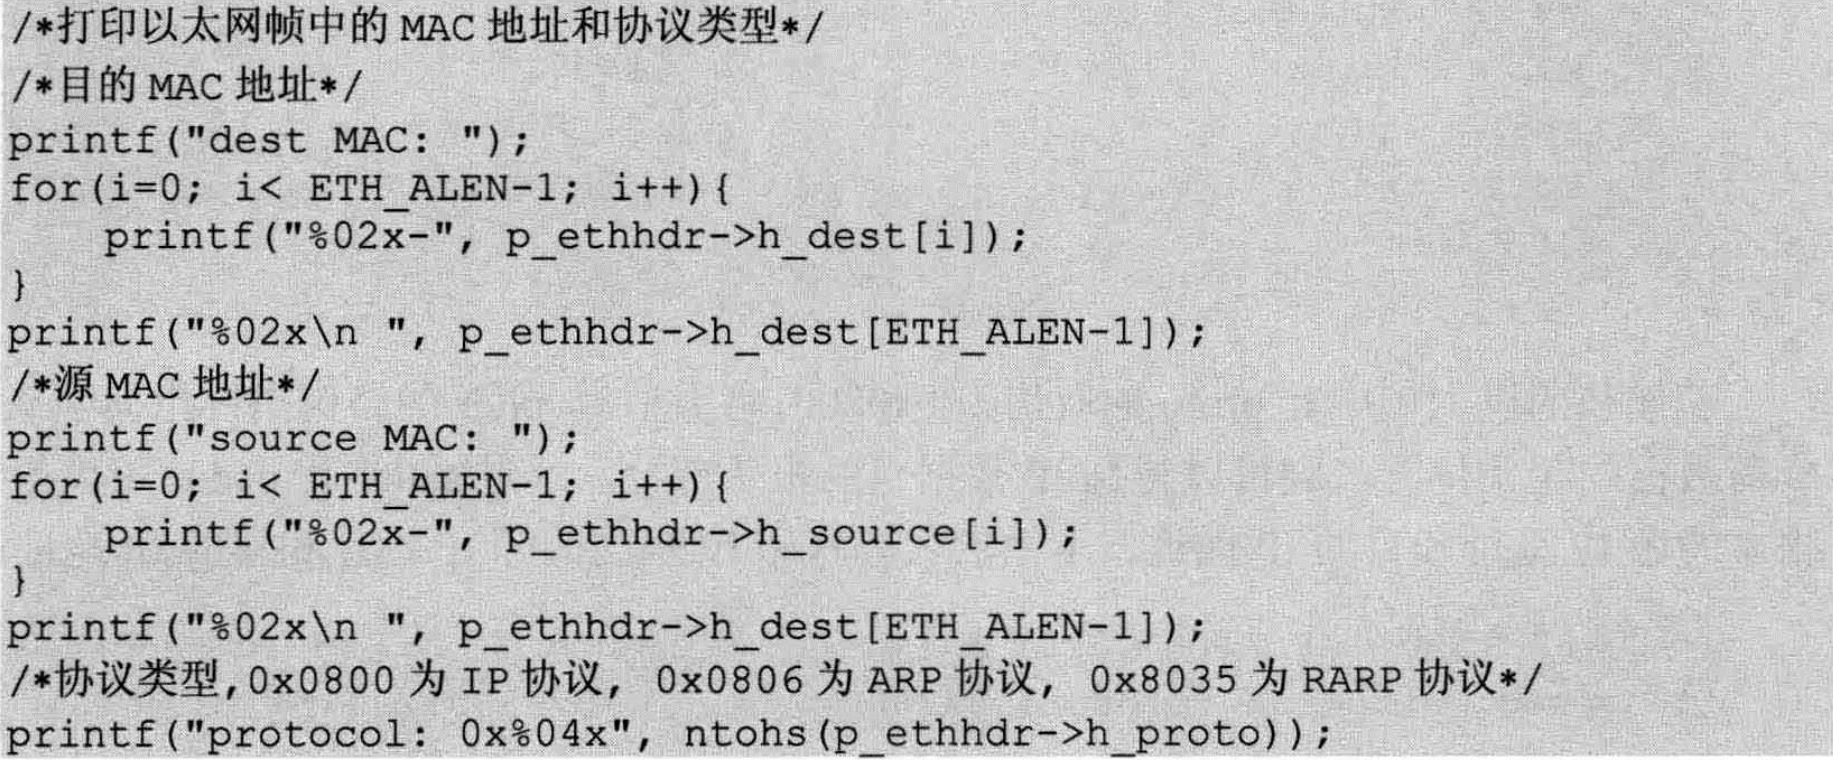 /*打印以太网帧中的 MAC 地址和协议类型*/
/*目的 MAC 地址*/
printf("dest MAC: ");
for(i=0; i< ETH_ALEN-1; i++){
    printf("%02x-", p_ethhdr->h_dest[i]);
}
printf("%02x\n ", p_ethhdr->h_dest[ETH_ALEN-1]);
/*源 MAC 地址*/
printf("source MAC: ");
for(i=0; i< ETH_ALEN-1; i++){
    printf("%02x-", p_ethhdr->h_source[i]);
}
printf("%02x\n ", p_ethhdr->h_dest[ETH_ALEN-1]);
/*协议类型,0x0800 为 IP 协议, 0x0806 为 ARP 协议, 0x8035 为 RARP 协议*/
printf("protocol: 0x%04x", ntohs(p_ethhdr->h_proto));